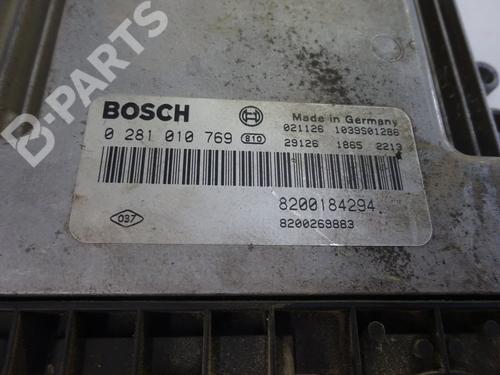 B-PARTS
BOSCH
Made in Germany
0 281 010 769 810
021126 1039S01286
29126 1865 2213
8200184294
037
8200269883